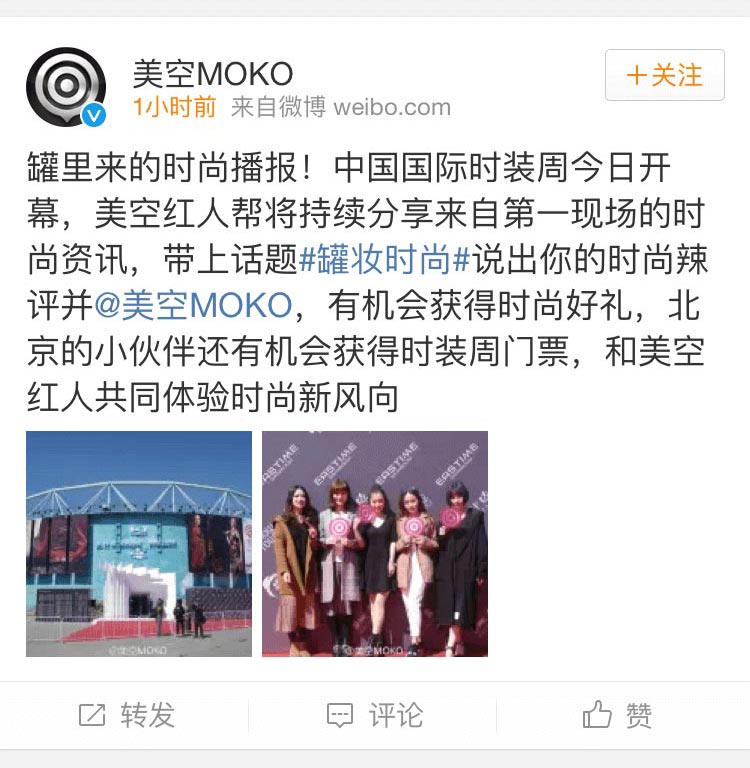 美空MOKO
+关注
1小时前 来自微博 weibo.com
罐里来的时尚播报！中国国际时装周今日开
幕，美空红人帮将持续分享来自第一现场的时
尚资讯，带上话题#罐妆时尚#说出你的时尚辣
评并@美空MOKO，有机会获得时尚好礼，北
京的小伙伴还有机会获得时装周门票，和美空
红人共同体验时尚新风向
EASTIME
EASTIME
EASTIME
EASTIME
@美空MOKO
@美空MOKO
转发
评论
赞